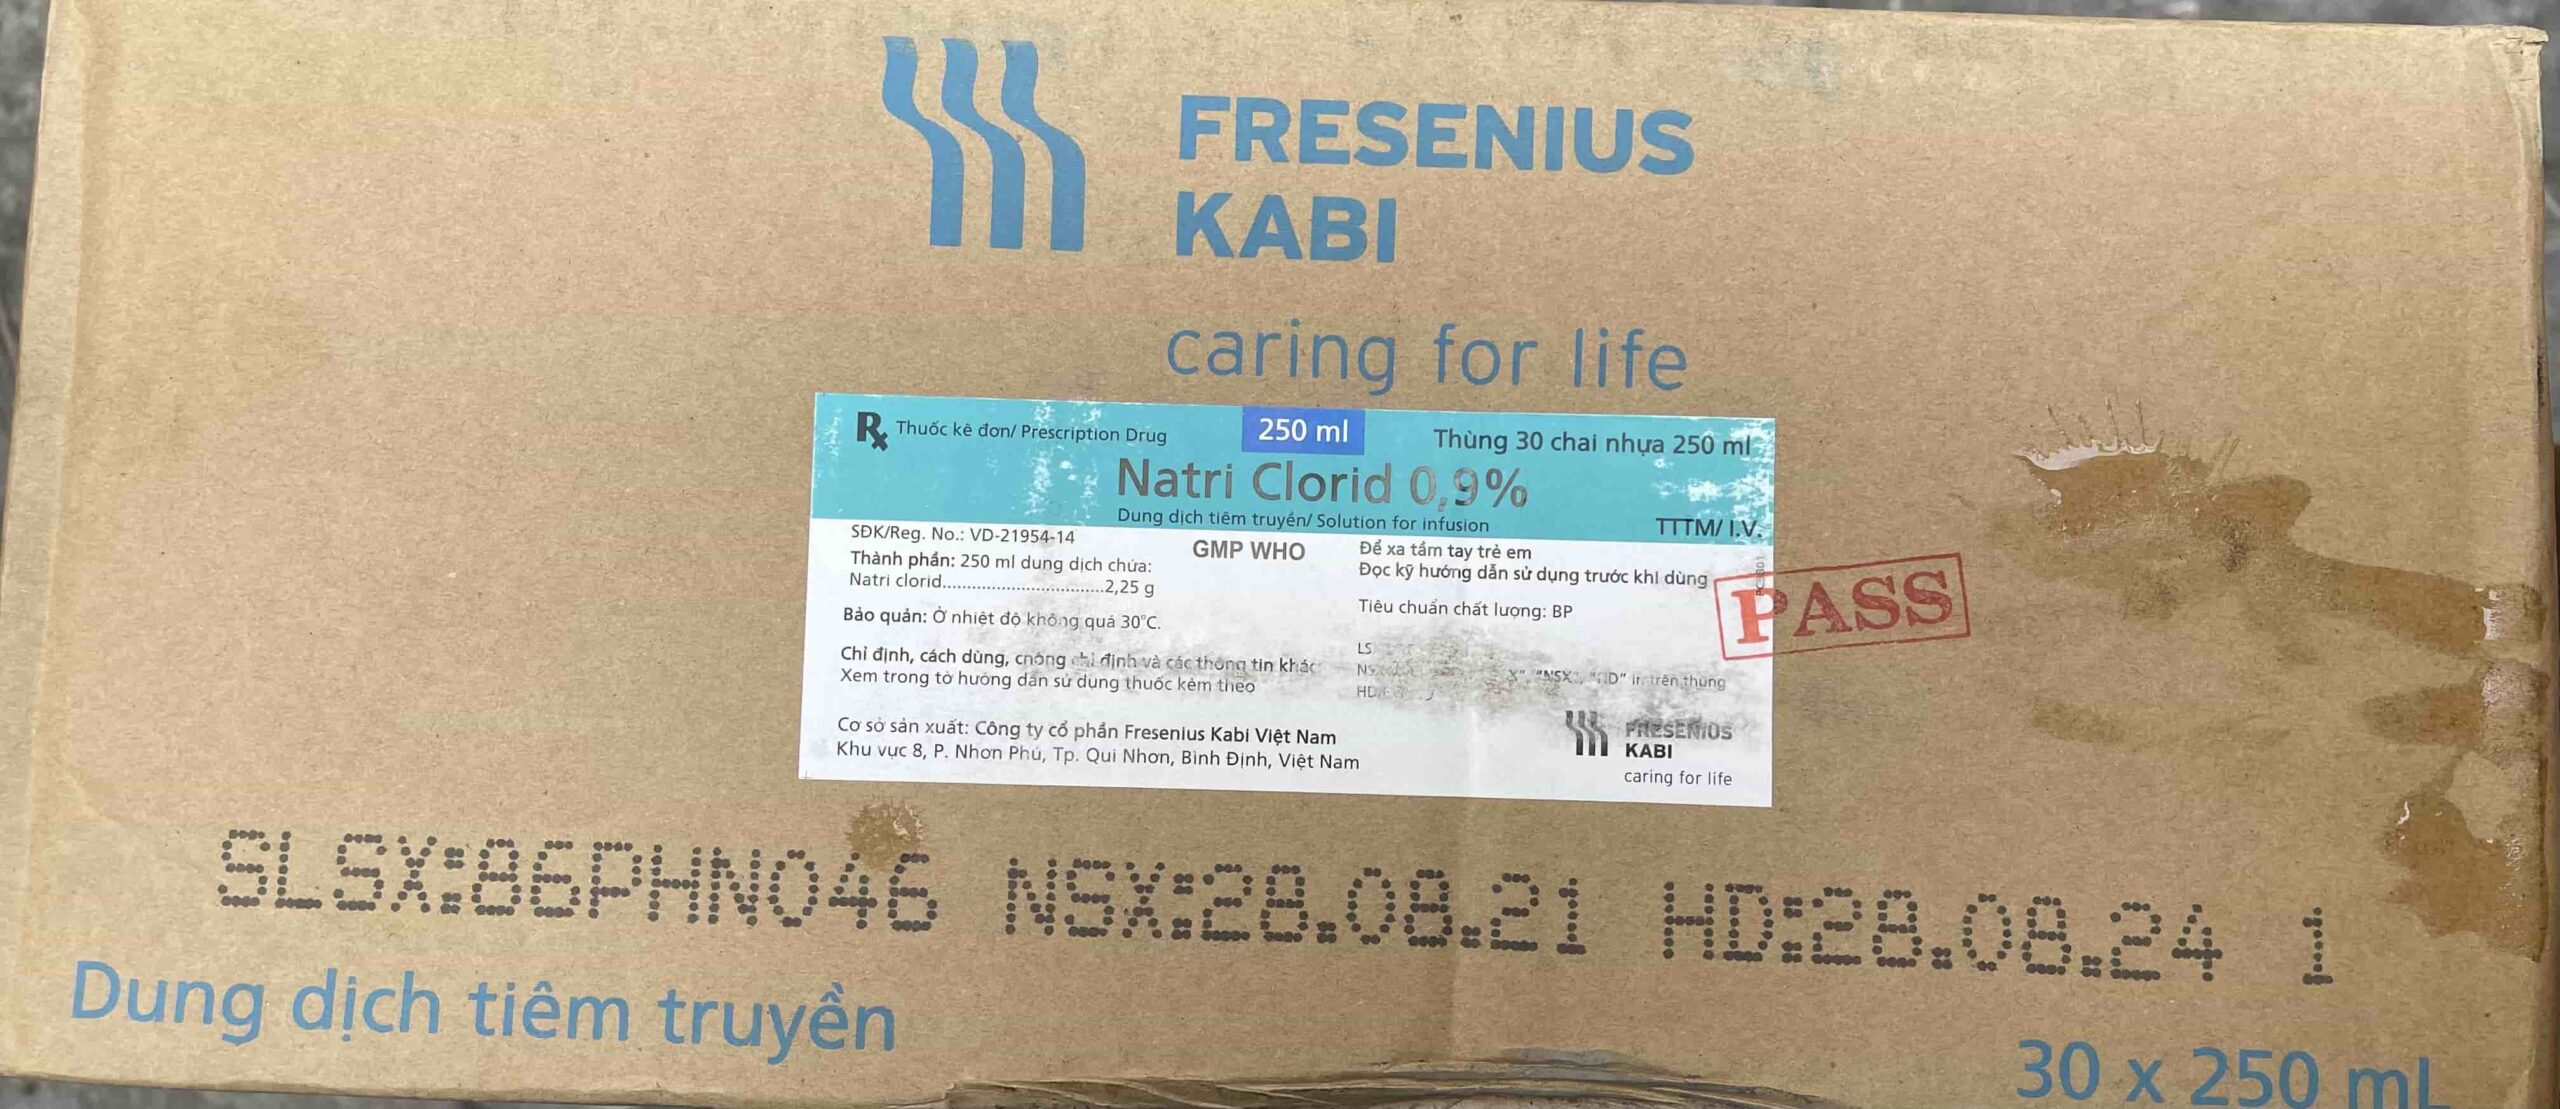 FRESENIUS
KABI
caring for life
Rx Thuốc kê đơn/ Prescription Drug
250 ml
Thùng 30 chai nhựa 250 ml
Natri Clorid 0,9%
Dung dịch tiêm truyền/ Solution for infusion
TTTM/ I.V.
SĐK/Reg. No.: VD-21954-14
Thành phần: 250 ml dung dịch chứa:
Natri clorid.................................2,25 g
Bảo quản: Ở nhiệt độ không quá 30°C.
Chỉ định, cách dùng, chống chỉ định và các thông tin khác:
Xem trong tờ hướng dẫn sử dụng thuốc kèm theo
Cơ sở sản xuất: Công ty cổ phần Fresenius Kabi Việt Nam
Khu vực 8, P. Nhơn Phú, Tp. Qui Nhơn, Bình Định, Việt Nam
GMP WHO
Để xa tầm tay trẻ em
Đọc kỹ hướng dẫn sử dụng trước khi dùng
Tiêu chuẩn chất lượng: BP
"NSX", "HD" in trên thùng
FRESENIUS
KABI
caring for life
PASS
SLSX:86PHN046 NSX:28.08.21 HD:28.08.24 1
Dung dịch tiêm truyền
30 x 250 mL